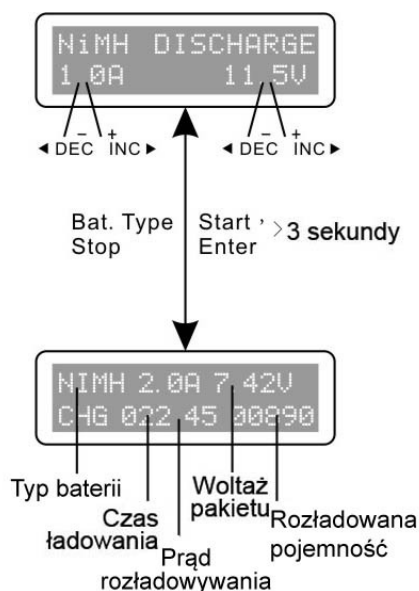 NiMH DISCHARGE
1.0A 11.5V
- + - +
◄ DEC INC ► ◄ DEC INC ►
Bat. Type Start , >3 sekundy
Stop Enter
NIMH 2.0A 7.42V
CHG 022.45 00890
Typ baterii
Czas
ładowania
Prąd
rozładowywania
Woltaż
pakietu
Rozładowana
pojemność